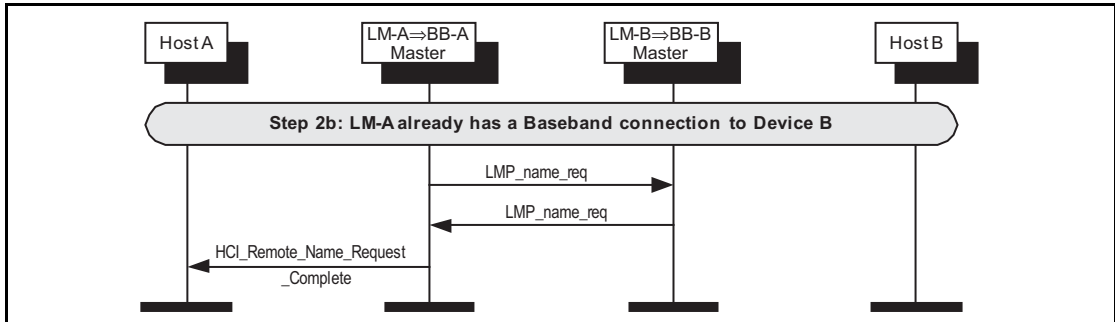 Host A
LM-A⇒BB-A
Master
LM-B⇒BB-B
Master
Host B
Step 2b: LM-A already has a Baseband connection to Device B
LMP_name_req
LMP_name_req
HCI_Remote_Name_Request
_Complete